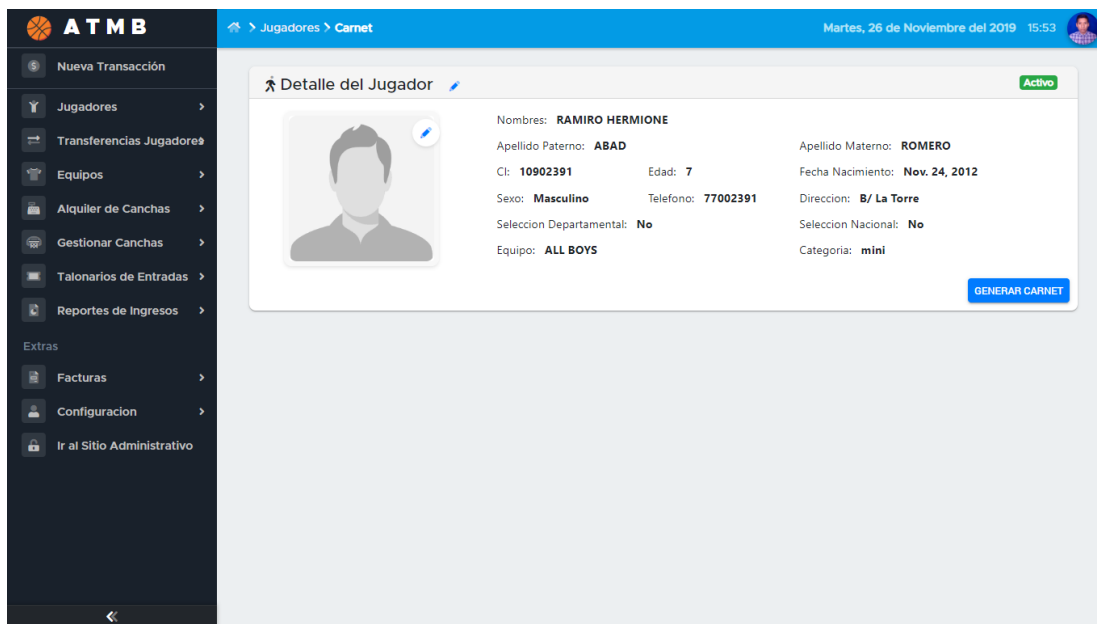 ATMB
> Jugadores > Carnet
Martes, 26 de Noviembre del 2019 15:53
Nueva Transacción
Jugadores
Transferencias Jugadores
Equipos
Alquiler de Canchas
Gestionar Canchas
Talonarios de Entradas
Reportes de Ingresos
Extras
Facturas
Configuracion
Ir al Sitio Administrativo
Detalle del Jugador
Activo
Nombres: RAMIRO HERMIONE
Apellido Paterno: ABAD Apellido Materno: ROMERO
CI: 10902391 Edad: 7 Fecha Nacimiento: Nov. 24, 2012
Sexo: Masculino Telefono: 77002391 Direccion: B/ La Torre
Seleccion Departamental: No Seleccion Nacional: No
Equipo: ALL BOYS Categoria: mini
GENERAR CARNET